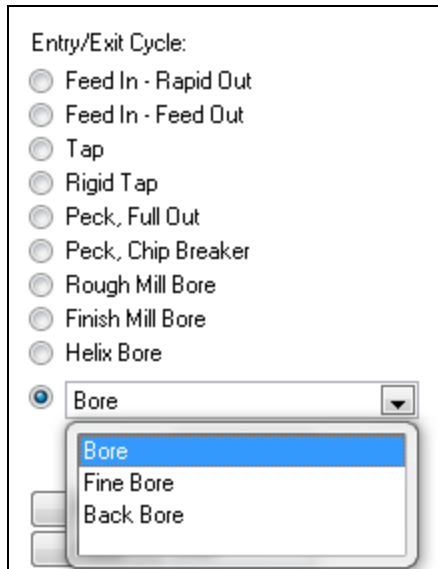 Entry/Exit Cycle:
Feed In - Rapid Out
Feed In - Feed Out
Tap
Rigid Tap
Peck, Full Out
Peck, Chip Breaker
Rough Mill Bore
Finish Mill Bore
Helix Bore
Bore
Bore
Fine Bore
Back Bore